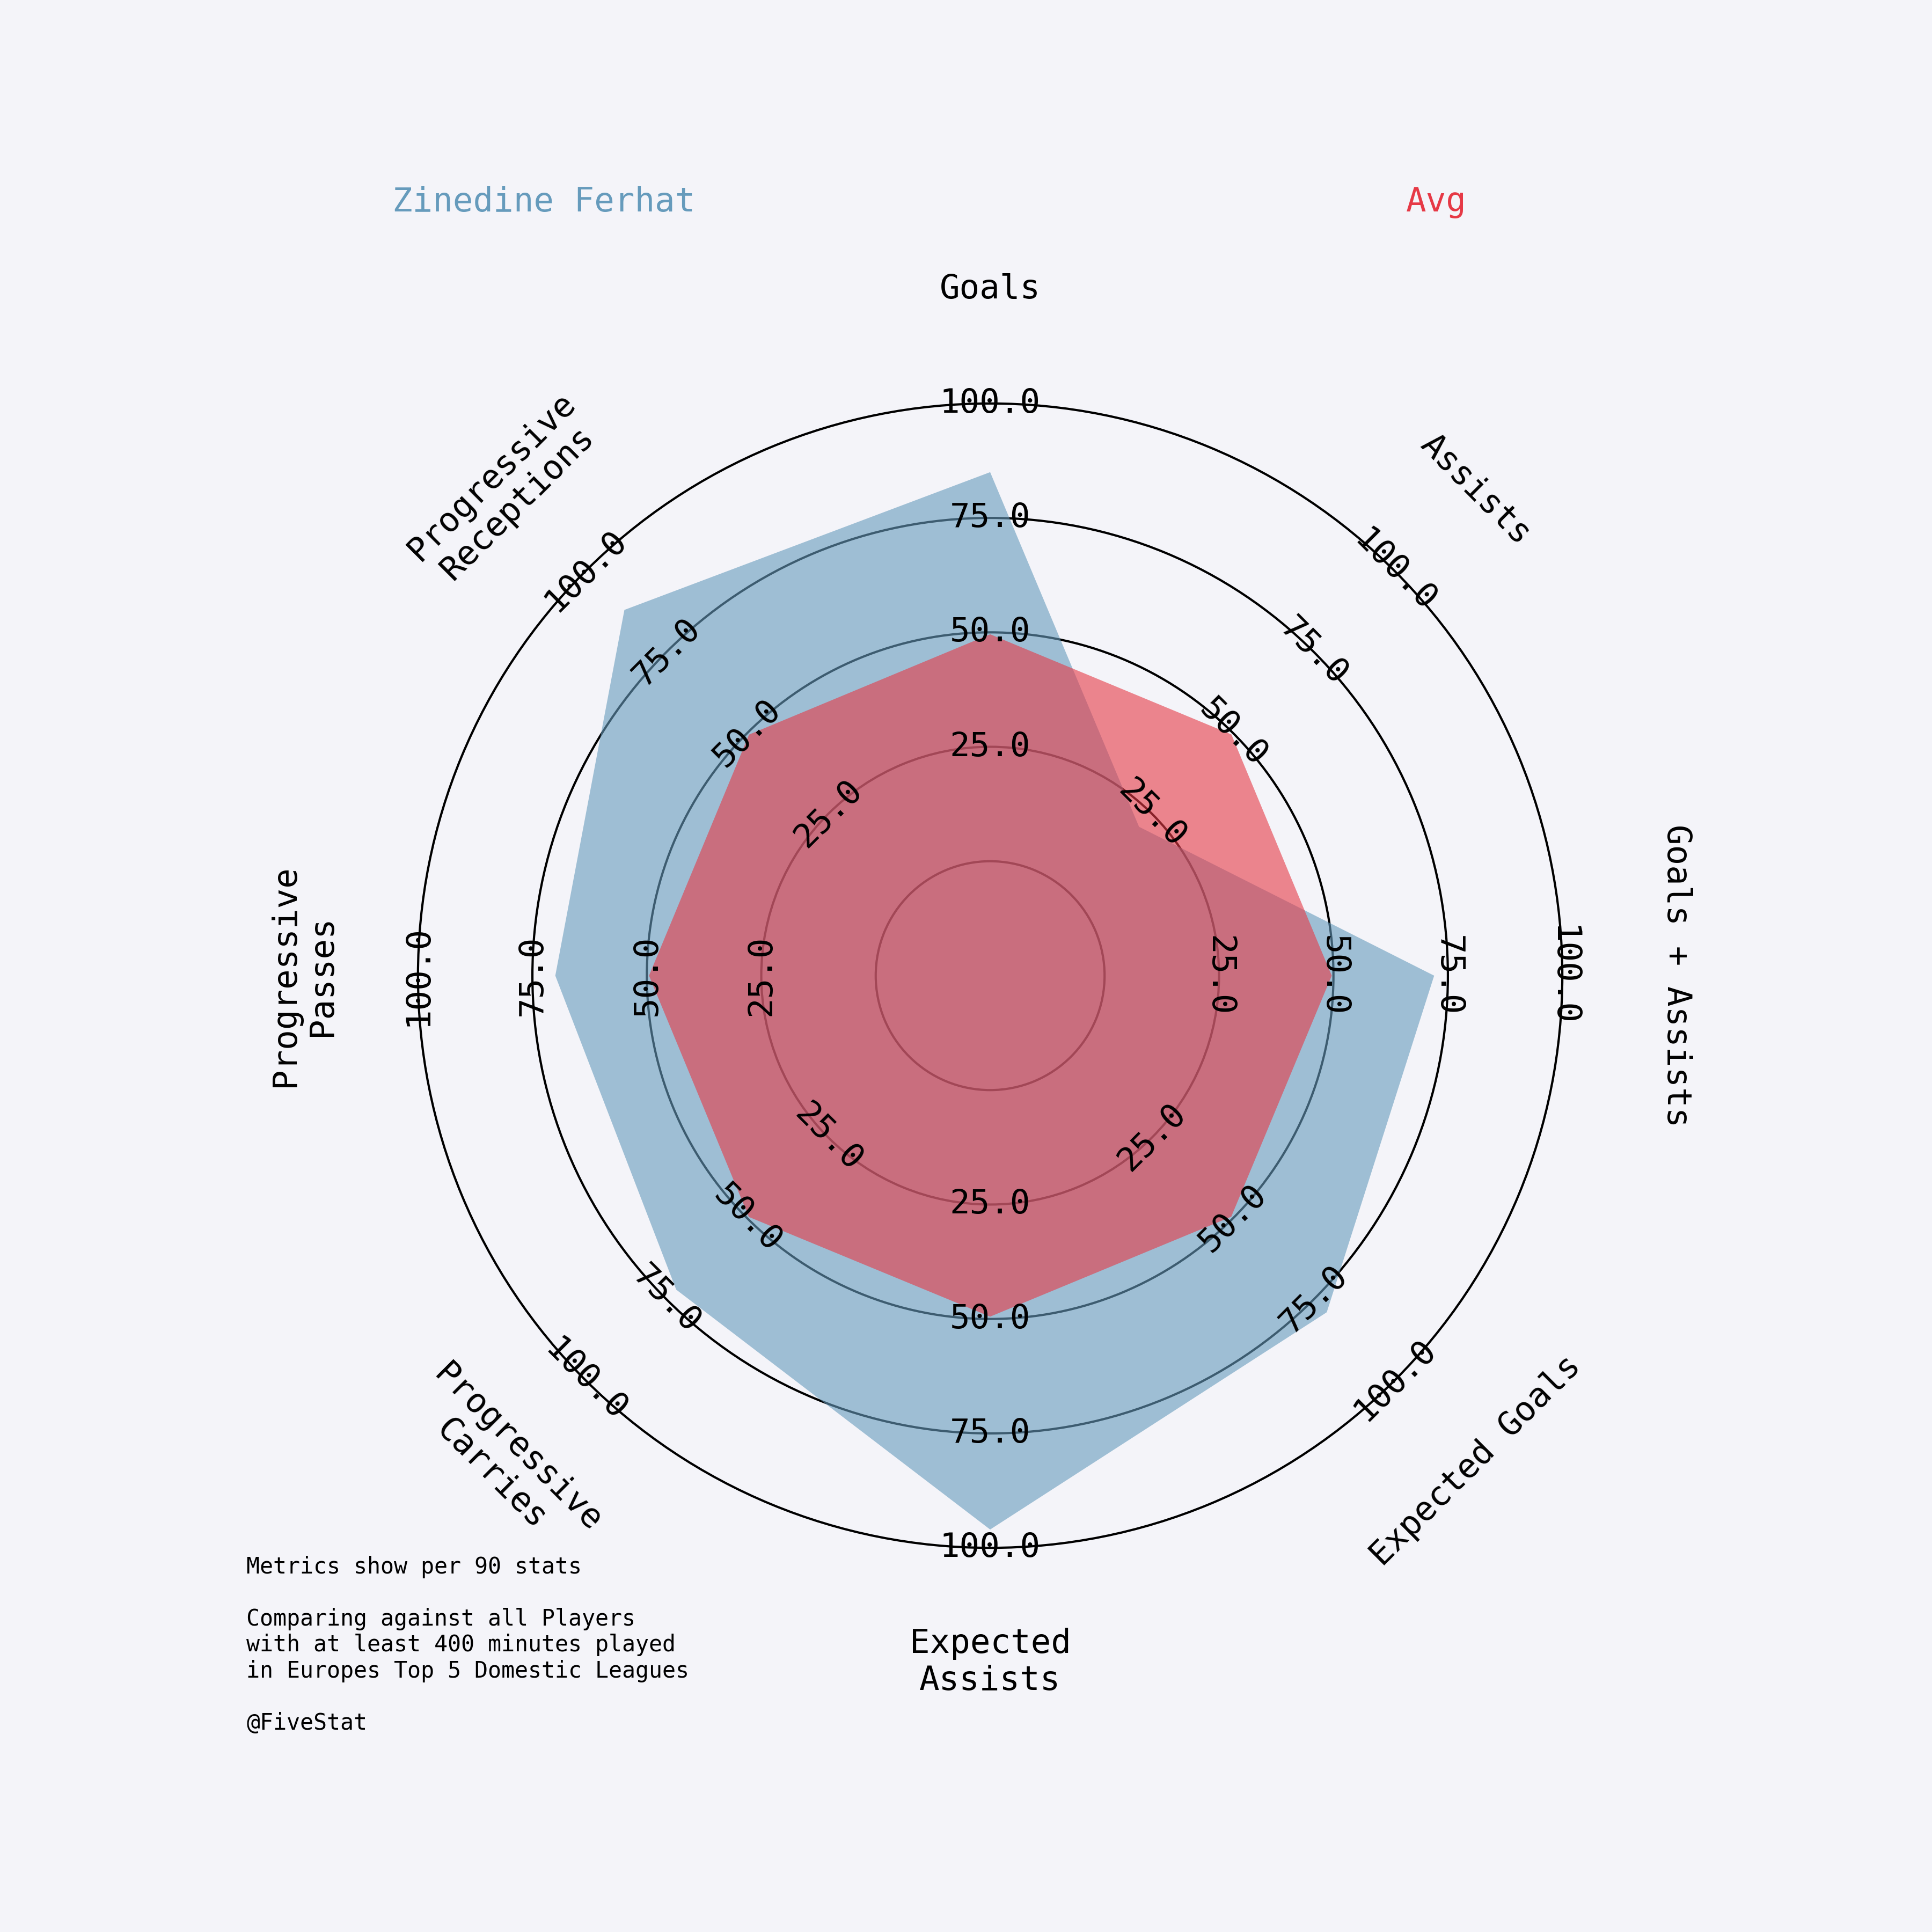 Zinedine Ferhat
Avg
Goals
Assists
Goals + Assists
Expected Goals
Expected
Assists
Progressive
Carries
Progressive
Passes
Progressive
Receptions
25.0
50.0
75.0
100.0
25.0
50.0
75.0
100.0
25.0
50.0
75.0
100.0
25.0
50.0
75.0
100.0
25.0
50.0
75.0
100.0
25.0
50.0
75.0
100.0
25.0
50.0
75.0
100.0
25.0
50.0
75.0
100.0
Metrics show per 90 stats
Comparing against all Players
with at least 400 minutes played
in Europes Top 5 Domestic Leagues
@FiveStat